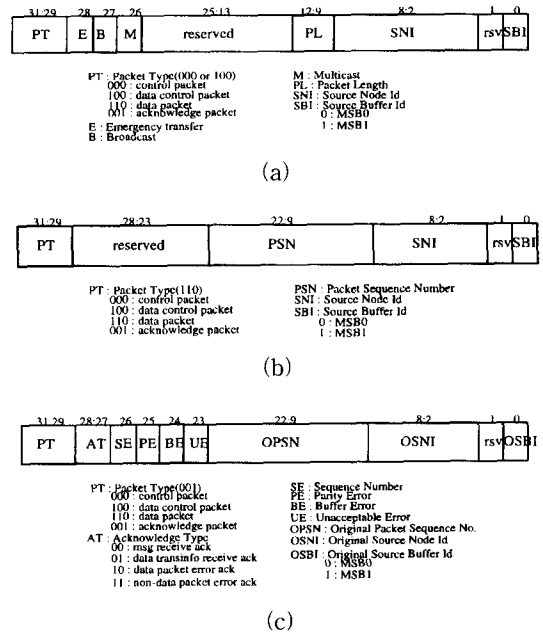 31:29 28 27 26 25:13 12:9 8:2 1 0
PT E B M reserved PL SNI rsv SBI
PT : Packet Type(000 or 100)
000 : control packet
100 : data control packet
110 : data packet
001 : acknowledge packet
E : Emergency transfer
B : Broadcast
M : Multicast
PL : Packet Length
SNI : Source Node Id
SBI : Source Buffer Id
0 : MSB0
1 : MSB1
(a)
31:29 28:23 22:9 8:2 1 0
PT reserved PSN SNI rsv SBI
PT : Packet Type(110)
000 : control packet
100 : data control packet
110 : data packet
001 : acknowledge packet
PSN : Packet Sequence Number
SNI : Source Node Id
SBI : Source Buffer Id
0 : MSB0
1 : MSB1
(b)
31:29 28:27 26 25 24 23 22:9 8:2 1 0
PT AT SE PE BE UE OPSN OSNI rsv OSBI
PT : Packet Type(001)
000 : control packet
100 : data control packet
110 : data packet
001 : acknowledge packet
AT : Acknowledge Type
00 : msg receive ack
01 : data transinfo receive ack
10 : data packet error ack
11 : non-data packet error ack
SE : Sequence Number
PE : Parity Error
BE : Buffer Error
UE : Unacceptable Error
OPSN : Original Packet Sequence No.
OSNI : Original Source Node Id
OSBI : Original Source Buffer Id
0 : MSB0
1 : MSB1
(c)